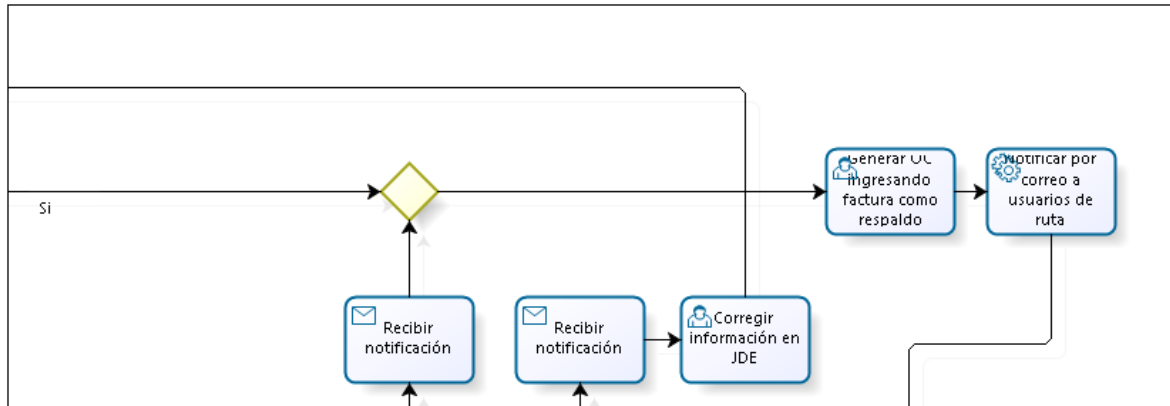 Generar OC
ingresando
factura como
respaldo
Notificar por
correo a
usuarios de
ruta
Si
Recibir
notificación
Recibir
notificación
Corregir
información en
JDE